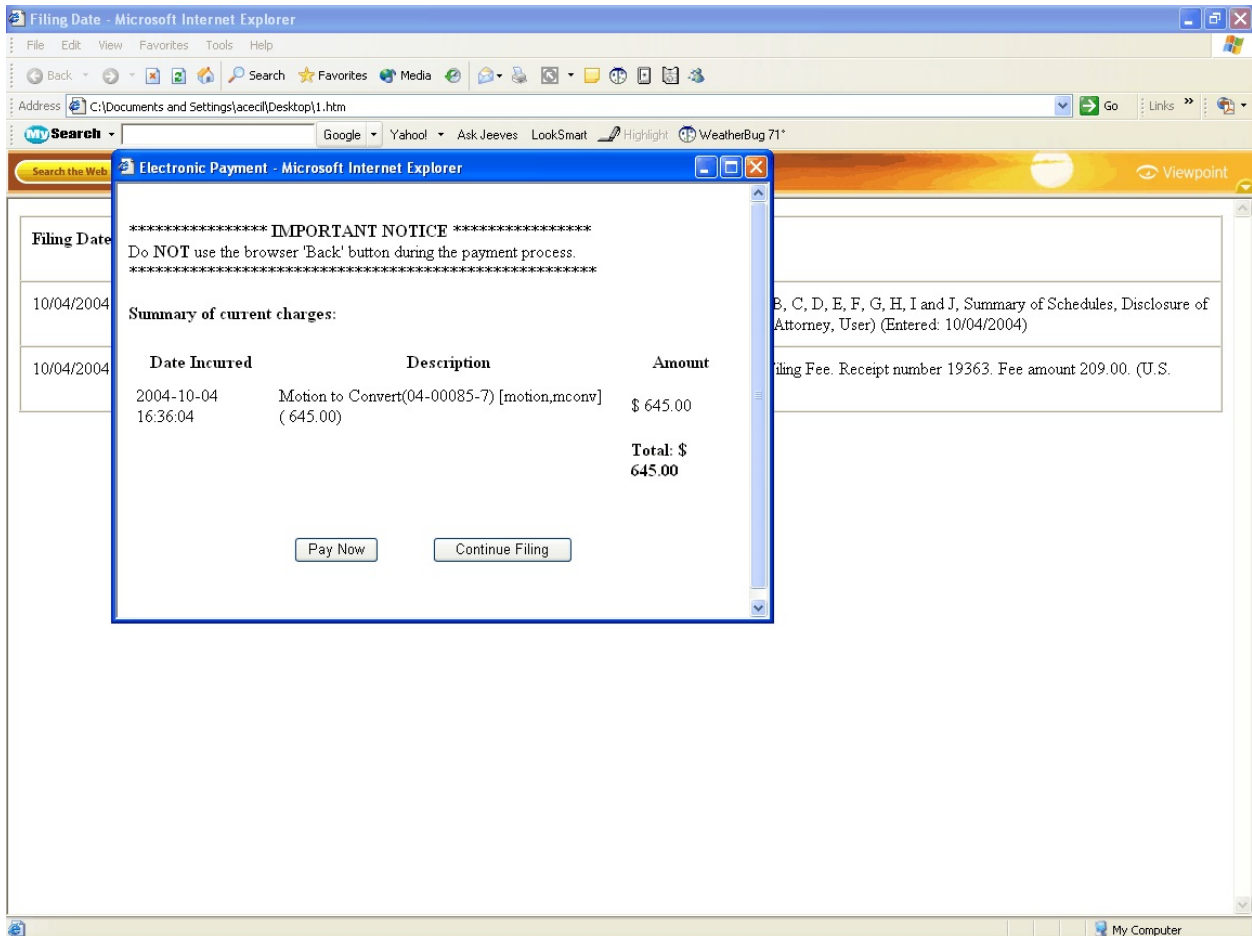 Filing Date - Microsoft Internet Explorer
File Edit View Favorites Tools Help
Back Search Favorites Media
Address C:\Documents and Settings\acecil\Desktop\1.htm Go Links »
My Search Google Yahoo! Ask Jeeves LookSmart Highlight WeatherBug 71°
Search the Web Viewpoint
Electronic Payment - Microsoft Internet Explorer
**************** IMPORTANT NOTICE ****************
Do NOT use the browser 'Back' button during the payment process.
******************************************************
Summary of current charges:
Date Incurred Description Amount
2004-10-04 Motion to Convert(04-00085-7) [motion,mconv] $ 645.00
16:36:04 ( 645.00)
Total: $
645.00
Pay Now Continue Filing
Filing Date
10/04/2004 B, C, D, E, F, G, H, I and J, Summary of Schedules, Disclosure of
Attorney, User) (Entered: 10/04/2004)
10/04/2004 iling Fee. Receipt number 19363. Fee amount 209.00. (U.S.
My Computer